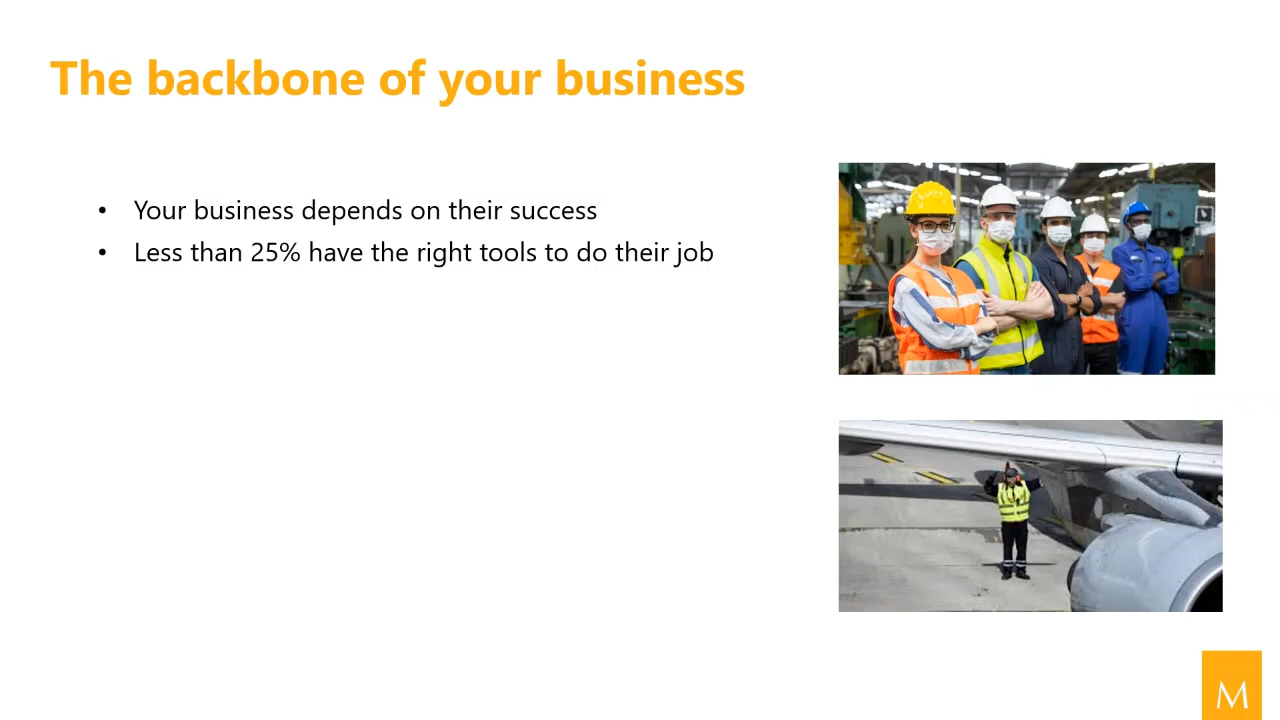 The backbone of your business
• Your business depends on their success
• Less than 25% have the right tools to do their job
M